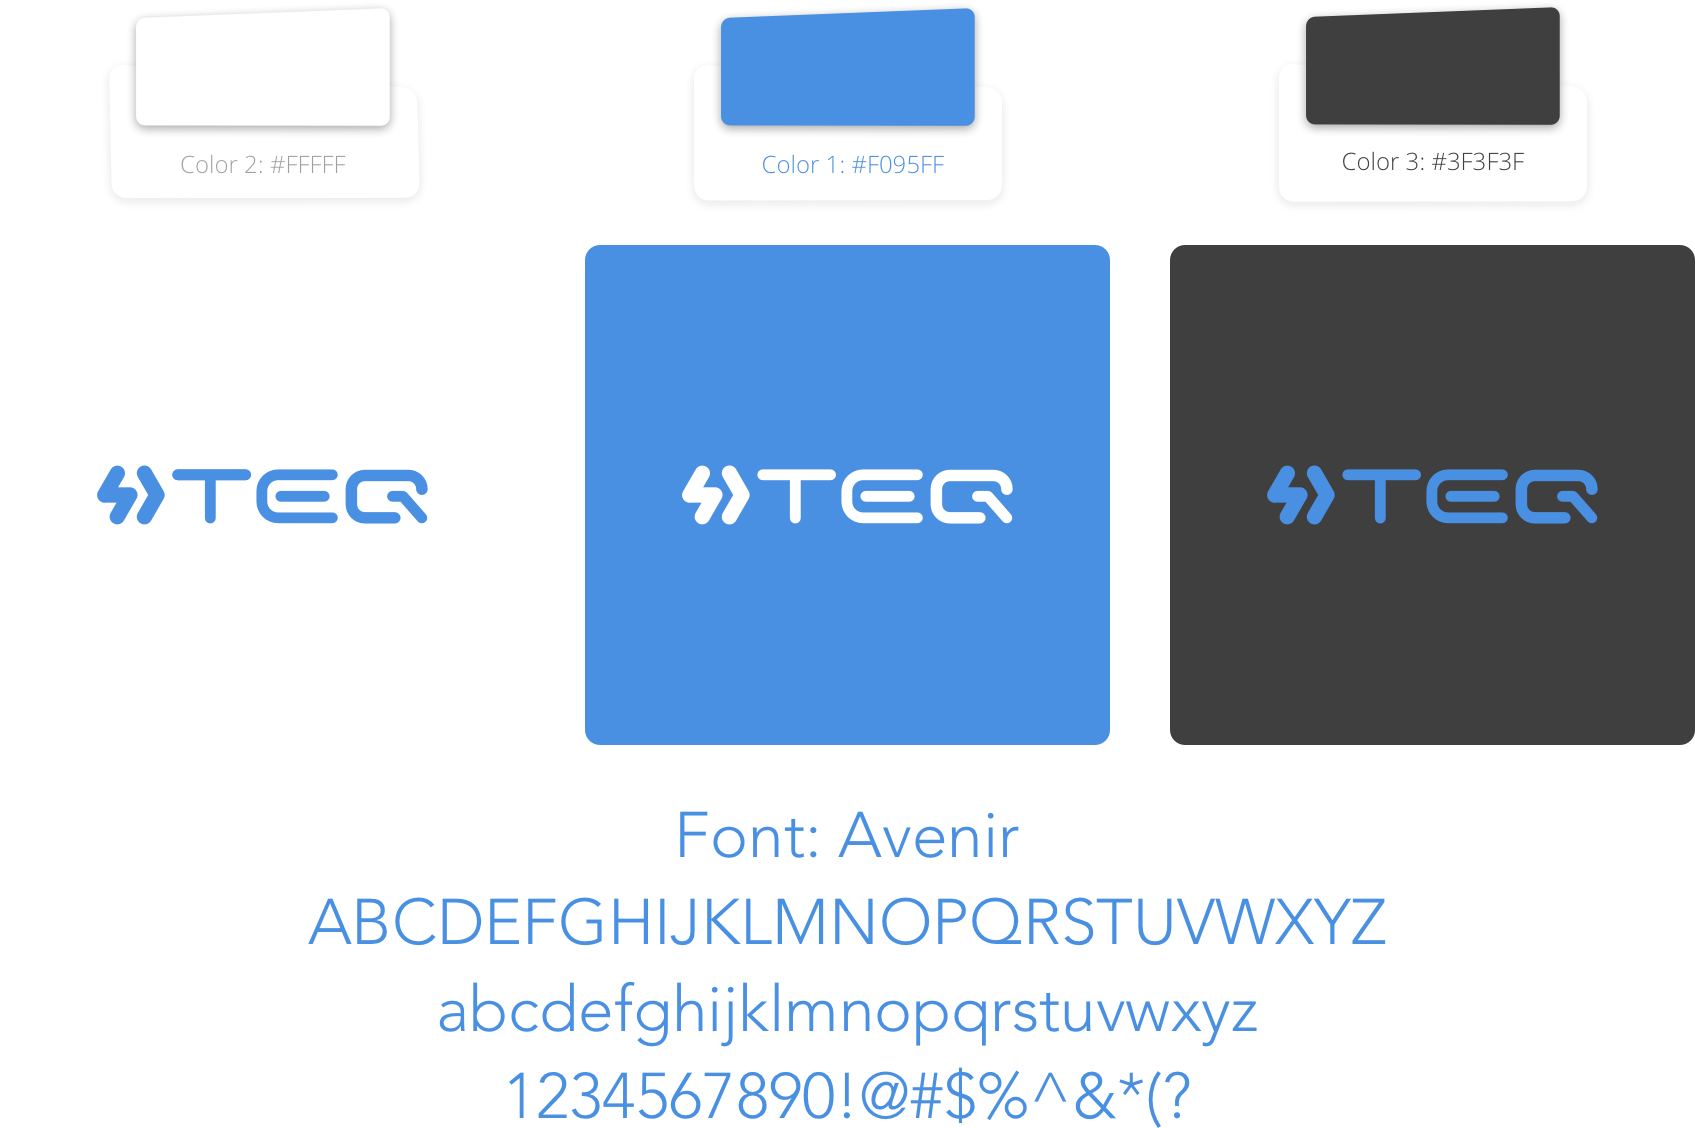 Color 2: #FFFFF
Color 1: #F095FF
Color 3: #3F3F3F
TEQ
TEQ
TEQ
Font: Avenir
ABCDEFGHIJKLMNOPQRSTUVWXYZ
abcdefghijklmnopqrstuvwxyz
1234567890!@#$%^&*(?